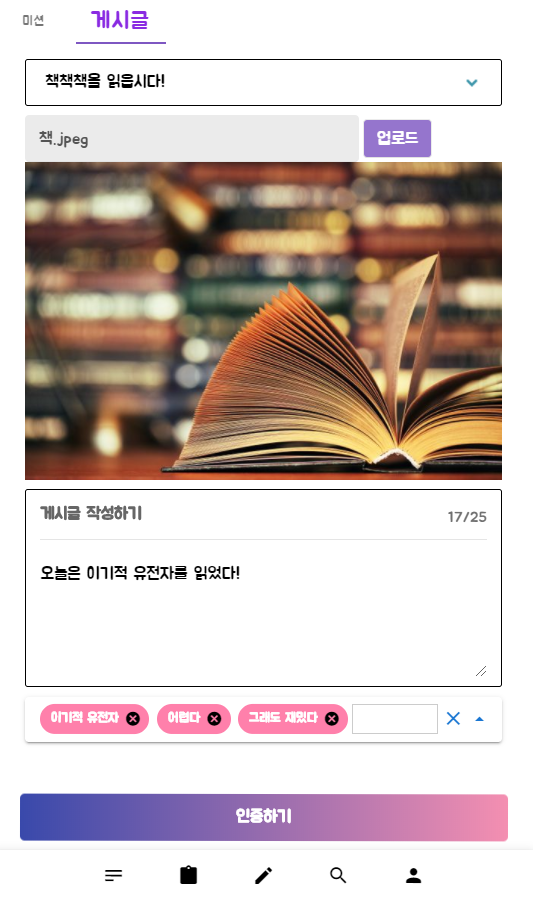 미션
게시글
책책책을 읽읍시다!
책.jpeg
업로드
게시글 작성하기
17/25
오늘은 이기적 유전자를 읽었다!
이기적 유전자
어렵다
그래도 재밌다
인증하기